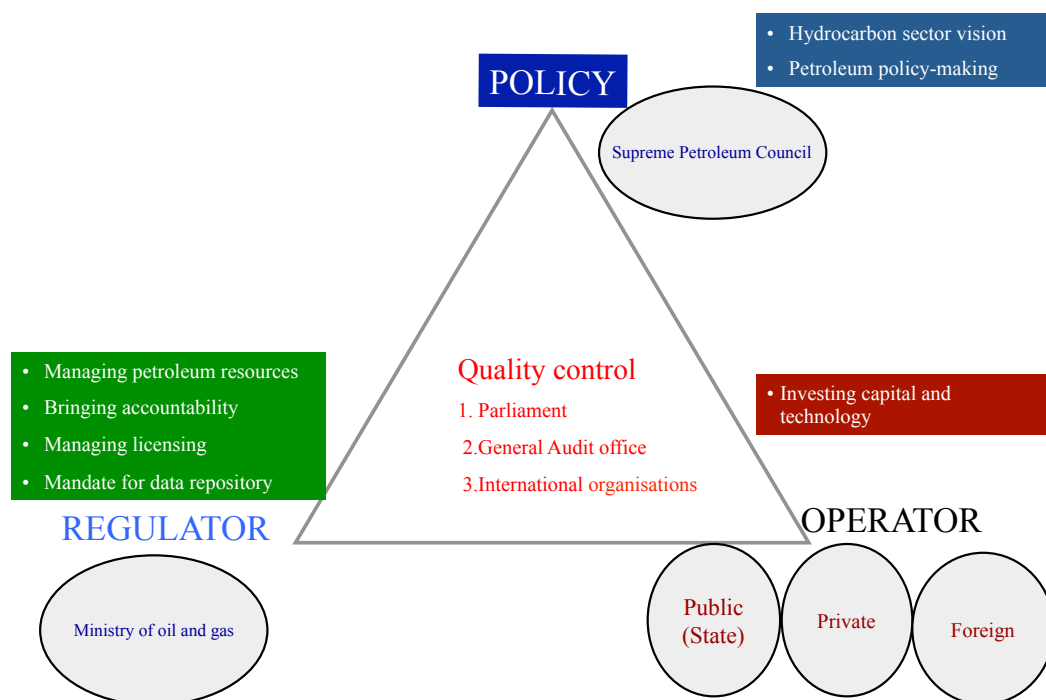 • Hydrocarbon sector vision
• Petroleum policy-making
POLICY
Supreme Petroleum Council
• Managing petroleum resources
• Bringing accountability
• Managing licensing
• Mandate for data repository
Quality control
1. Parliament
2.General Audit office
3.International organisations
• Investing capital and
technology
REGULATOR
OPERATOR
Ministry of oil and gas
Public
(State)
Private
Foreign